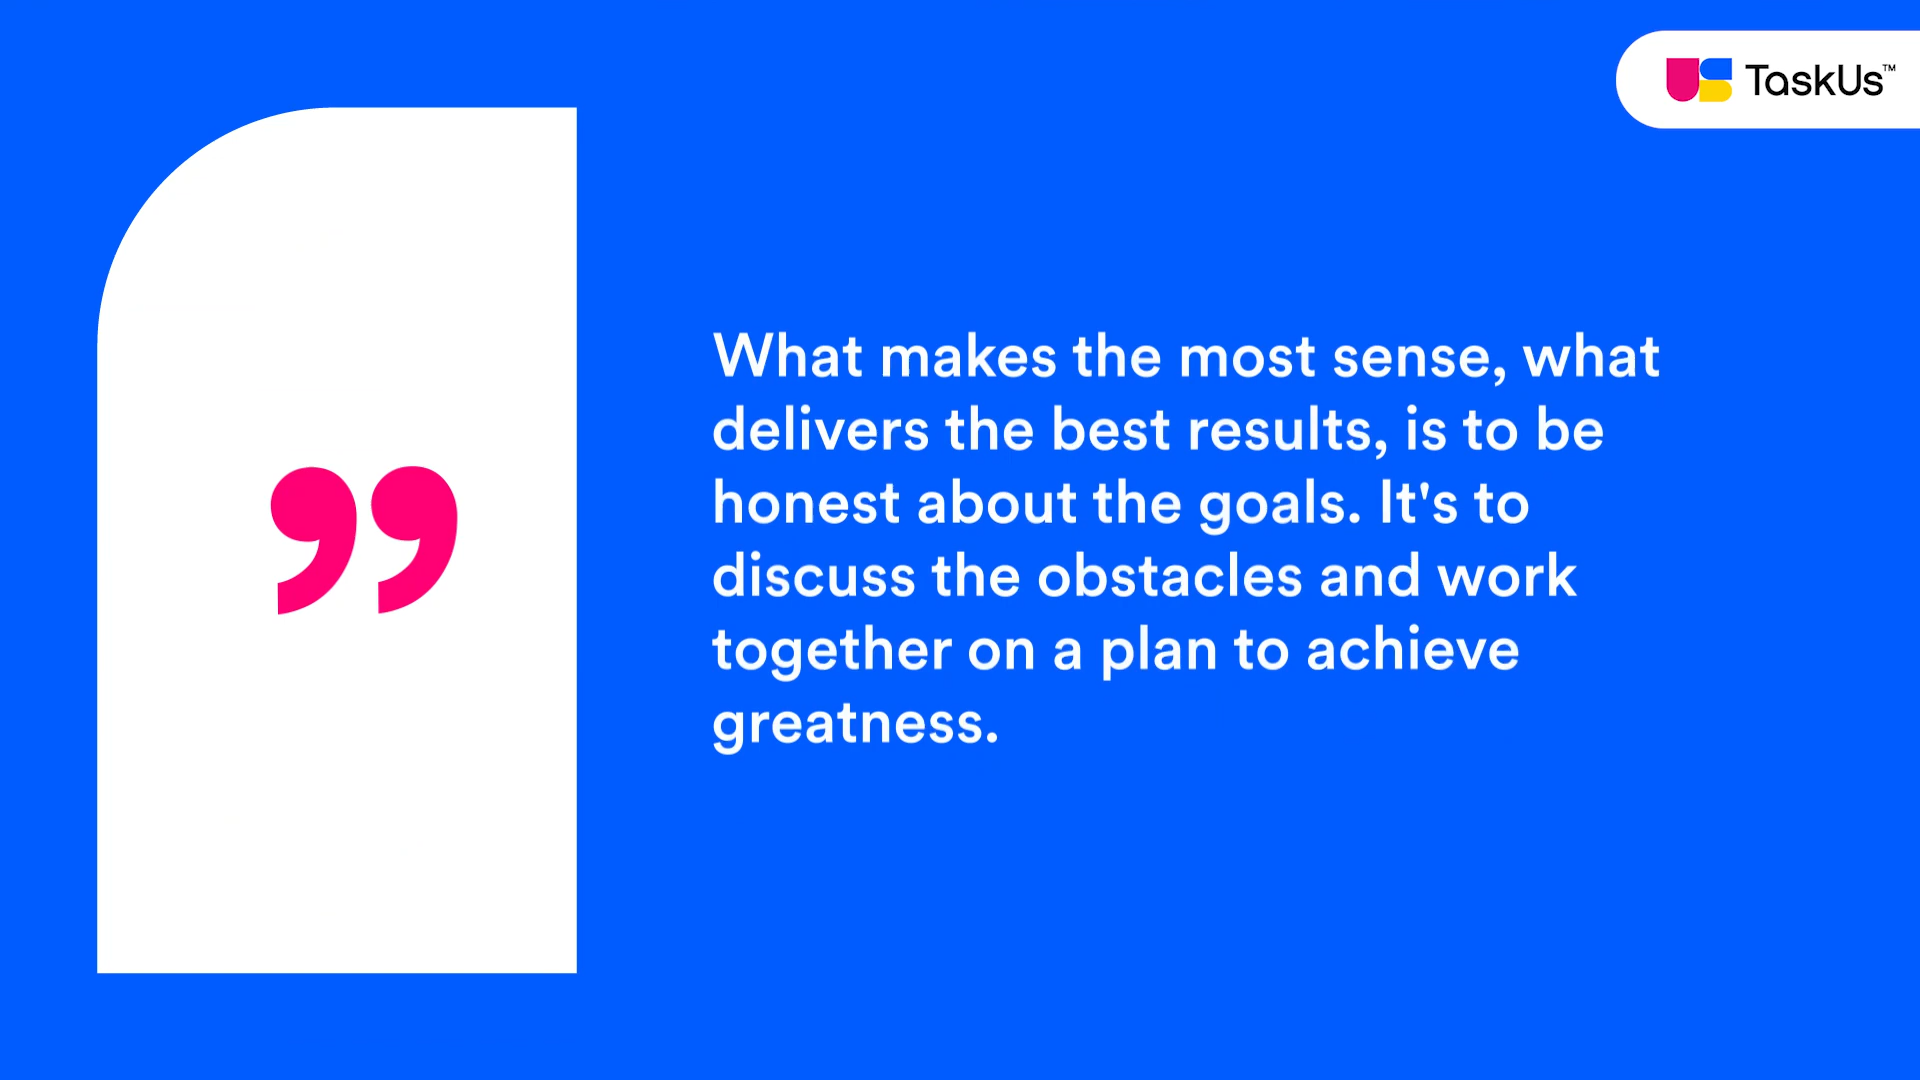 TaskUs™
What makes the most sense, what
delivers the best results, is to be
honest about the goals. It's to
discuss the obstacles and work
together on a plan to achieve
greatness.